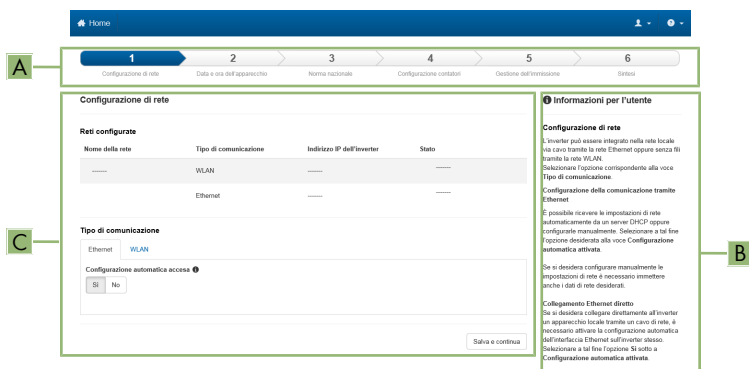 Home
1 2 3 4 5 6
Configurazione di rete Data e ora dell'apparecchio Norma nazionale Configurazione contatori Gestione dell'immissione Sintesi
A
Configurazione di rete
Reti configurate
Nome della rete Tipo di comunicazione Indirizzo IP dell'inverter Stato
------- WLAN ------- -------
Ethernet ------- -------
Tipo di comunicazione
Ethernet WLAN
Configurazione automatica accesa
Sì No
Salva e continua
C
Informazioni per l'utente
Configurazione di rete
L'inverter può essere integrato nella rete locale
via cavo tramite la rete Ethernet oppure senza fili
tramite la rete WLAN.
Selezionare l'opzione corrispondente alla voce
Tipo di comunicazione.
Configurazione della comunicazione tramite
Ethernet
È possibile ricevere le impostazioni di rete
automaticamente da un server DHCP oppure
configurarle manualmente. Selezionare a tal fine
l'opzione desiderata alla voce Configurazione
automatica attivata.
Se si desidera configurare manualmente le
impostazioni di rete è necessario immettere
anche i dati di rete desiderati.
Collegamento Ethernet diretto
Se si desidera collegare direttamente all'inverter
un apparecchio locale tramite un cavo di rete, è
necessario attivare la configurazione automatica
dell'interfaccia Ethernet sull'inverter stesso.
Selezionare a tal fine l'opzione Sì sotto a
Configurazione automatica attivata.
B